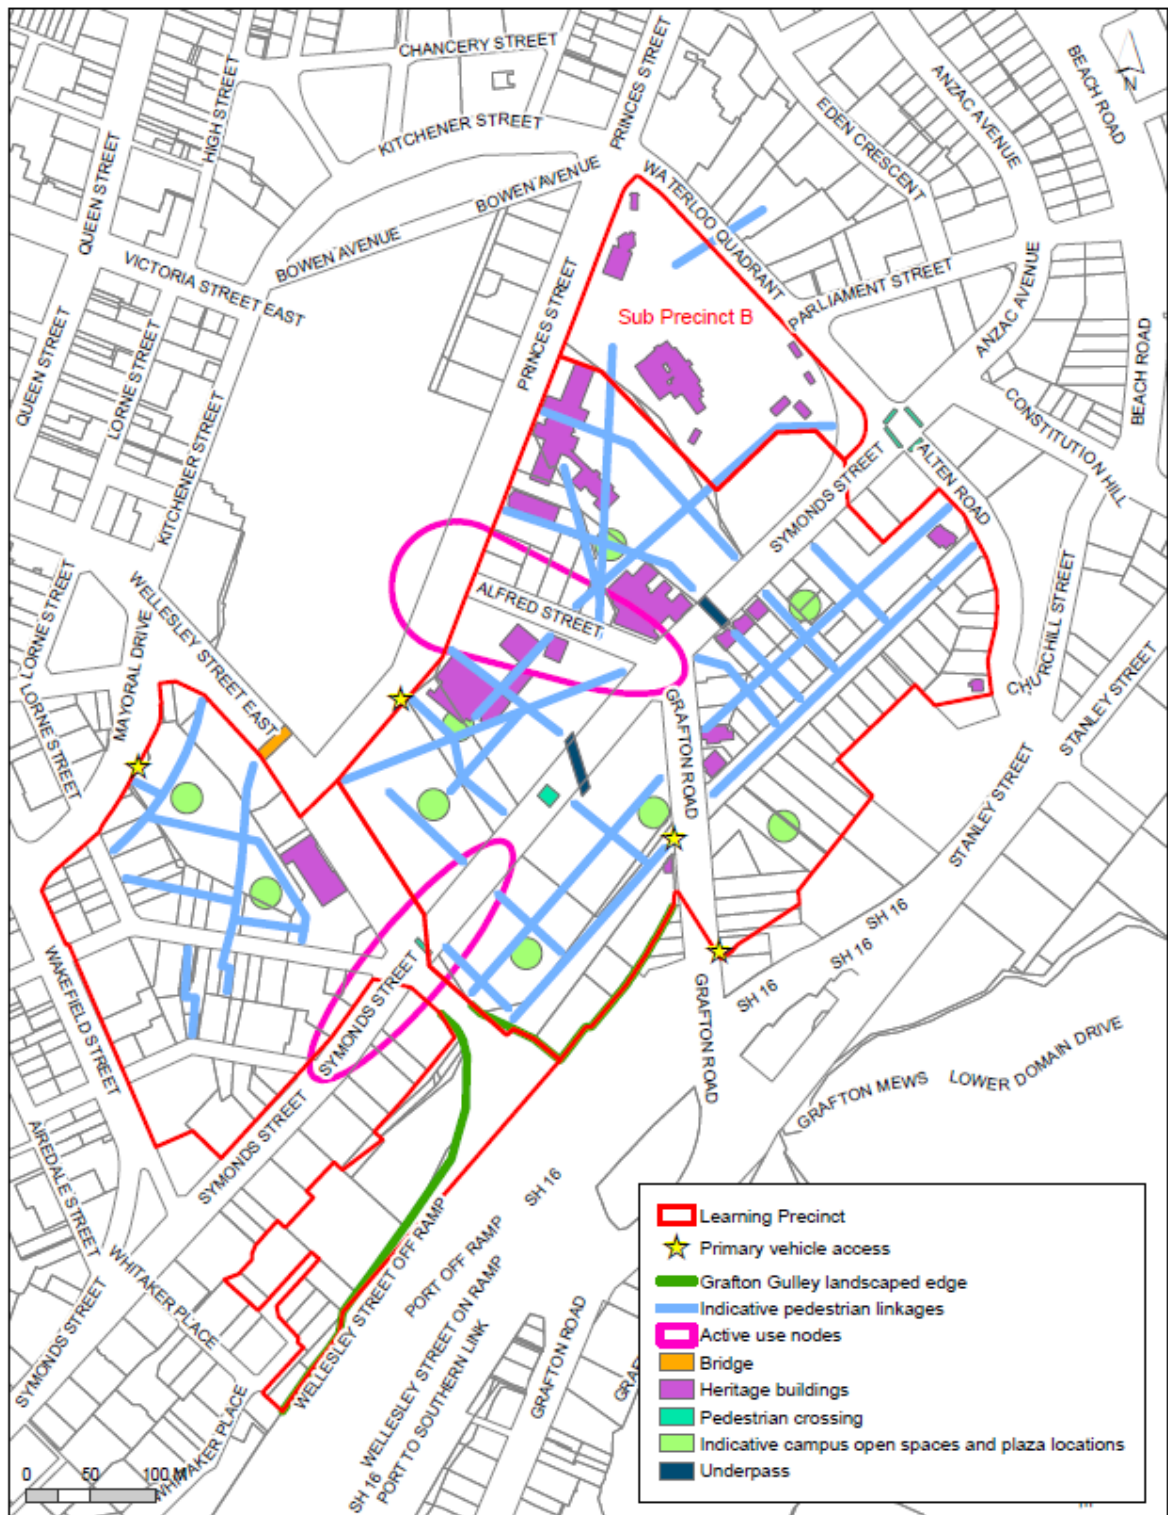 CHANCERY STREET
HIGH STREET
PRINCES STREET
ANZAC AVENUE
BEACH ROAD
N
EDEN CRESCENT
KITCHENER STREET
QUEEN STREET
BOWEN AVENUE
WATERLOO QUADRANT
BOWEN AVENUE
VICTORIA STREET EAST
PARLIAMENT STREET
ANZAC AVENUE
PRINCES STREET
Sub Precinct B
QUEEN STREET
LORNE STREET
BEACH ROAD
CONSTITUTION HILL
KITCHENER STREET
SYMONDS STREET
ALTEN ROAD
WELLESLEY STREET EAST
LORNE STREET
ALFRED STREET
CHURCHILL STREET
MAYORAL DRIVE
LORNE STREET
GRAFTON ROAD
STANLEY STREET
STANLEY STREET
SH 16
SH 16
SH 16
WAKEFIELD STREET
SYMONDS STREET
GRAFTON ROAD
LOWER DOMAIN DRIVE
GRAFTON MEWS
AIREDALE STREET
SYMONDS STREET
SH 16
WHITAKER PLACE
WELLESLEY STREET OFF RAMP
PORT OFF RAMP
SYMONDS STREET
WELLESLEY STREET ON RAMP
PORT TO SOUTHERN LINK
SH 16
GRAFTON ROAD
WHITAKER PLACE
Learning Precinct
Primary vehicle access
Grafton Gulley landscaped edge
Indicative pedestrian linkages
Active use nodes
Bridge
Heritage buildings
Pedestrian crossing
Indicative campus open spaces and plaza locations
Underpass
0 50 100 M